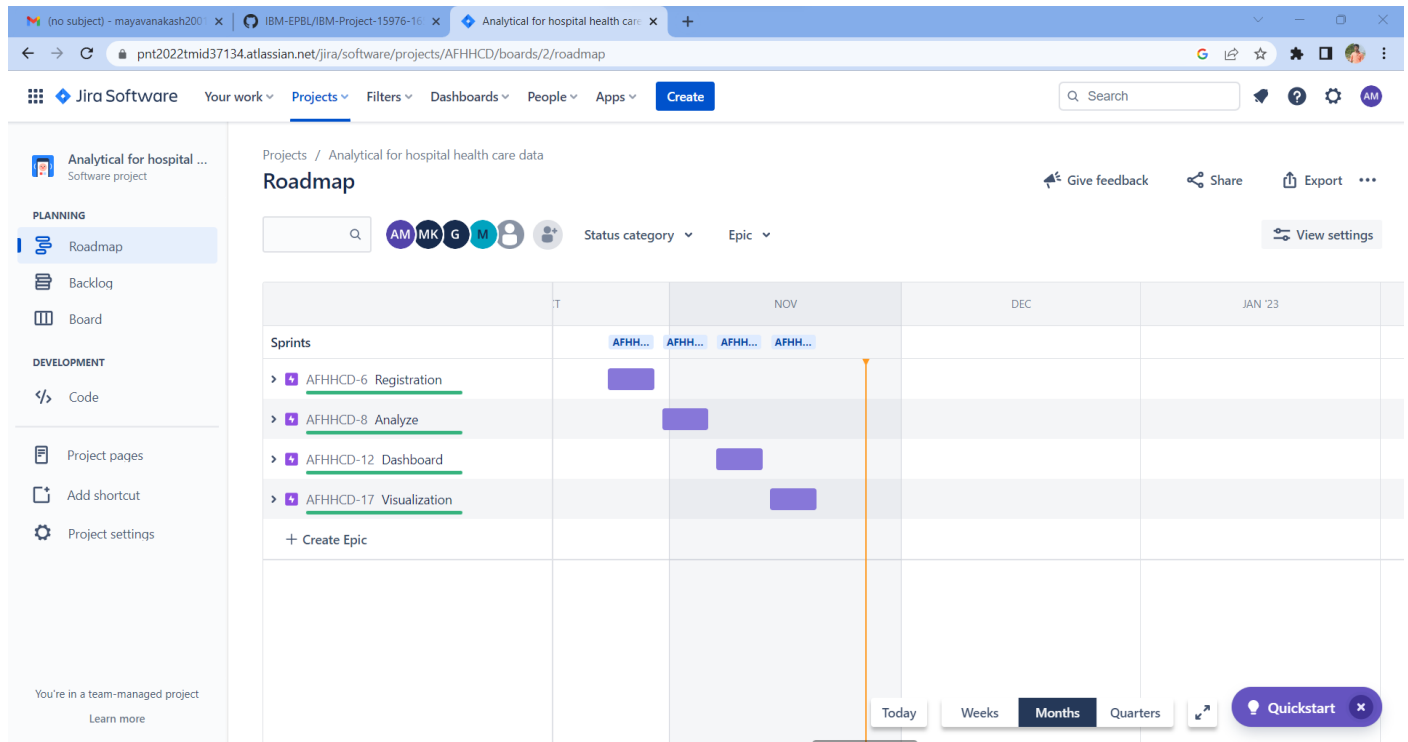 (no subject) - mayavanakash2001
IBM-EPBL/IBM-Project-15976-16
Analytical for hospital health care
pnt2022tmid37134.atlassian.net/jira/software/projects/AFHHCD/boards/2/roadmap
Jira Software Your work Projects Filters Dashboards People Apps Create Search AM
Analytical for hospital ...
Software project
PLANNING
Roadmap
Backlog
Board
DEVELOPMENT
Code
Project pages
Add shortcut
Project settings
You're in a team-managed project
Learn more
Projects / Analytical for hospital health care data
Roadmap
Give feedback Share Export
AM MK G M Status category Epic View settings
NOV DEC JAN '23
Sprints AFHH... AFHH... AFHH... AFHH...
AFHHCD-6 Registration
AFHHCD-8 Analyze
AFHHCD-12 Dashboard
AFHHCD-17 Visualization
+ Create Epic
Today Weeks Months Quarters Quickstart